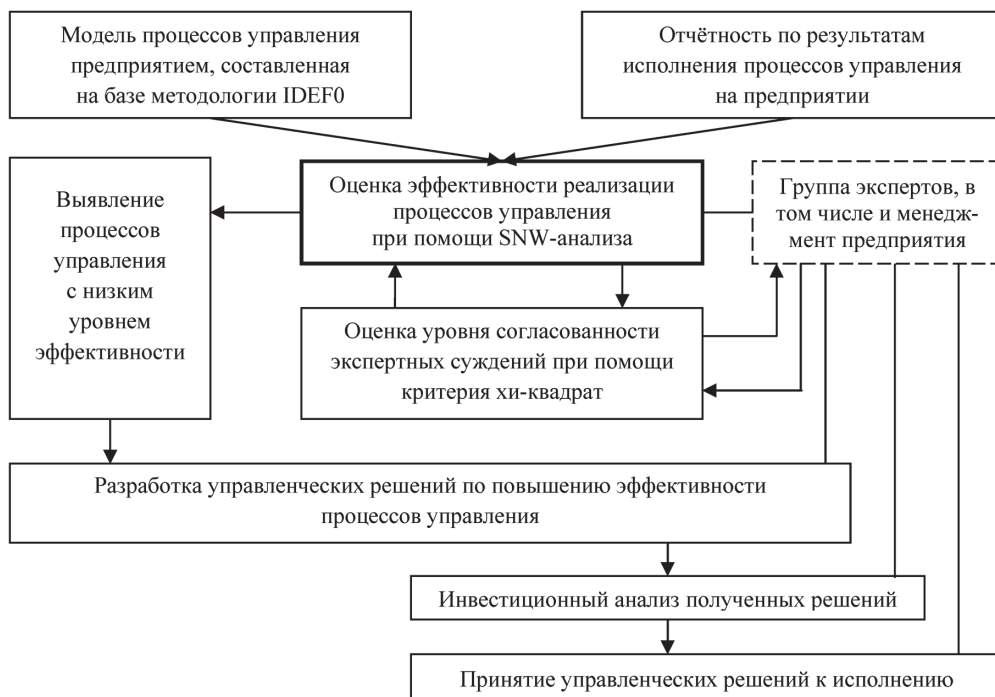 Модель процессов управления
предприятием, составленная
на базе методологии IDEF0
Отчётность по результатам
исполнения процессов управления
на предприятии
Выявление
процессов
управления
с низким
уровнем
эффективности
Оценка эффективности реализации
процессов управления
при помощи SNW-анализа
Группа экспертов, в
том числе и менедж-
мент предприятия
Оценка уровня согласованности
экспертных суждений при помощи
критерия хи-квадрат
Разработка управленческих решений по повышению эффективности
процессов управления
Инвестиционный анализ полученных решений
Принятие управленческих решений к исполнению